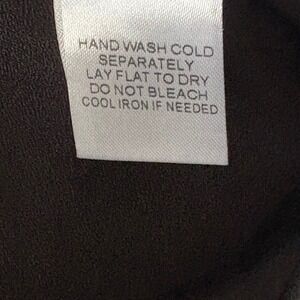 HAND WASH COLD
SEPARATELY
LAY FLAT TO DRY
DO NOT BLEACH
COOL IRON IF NEEDED